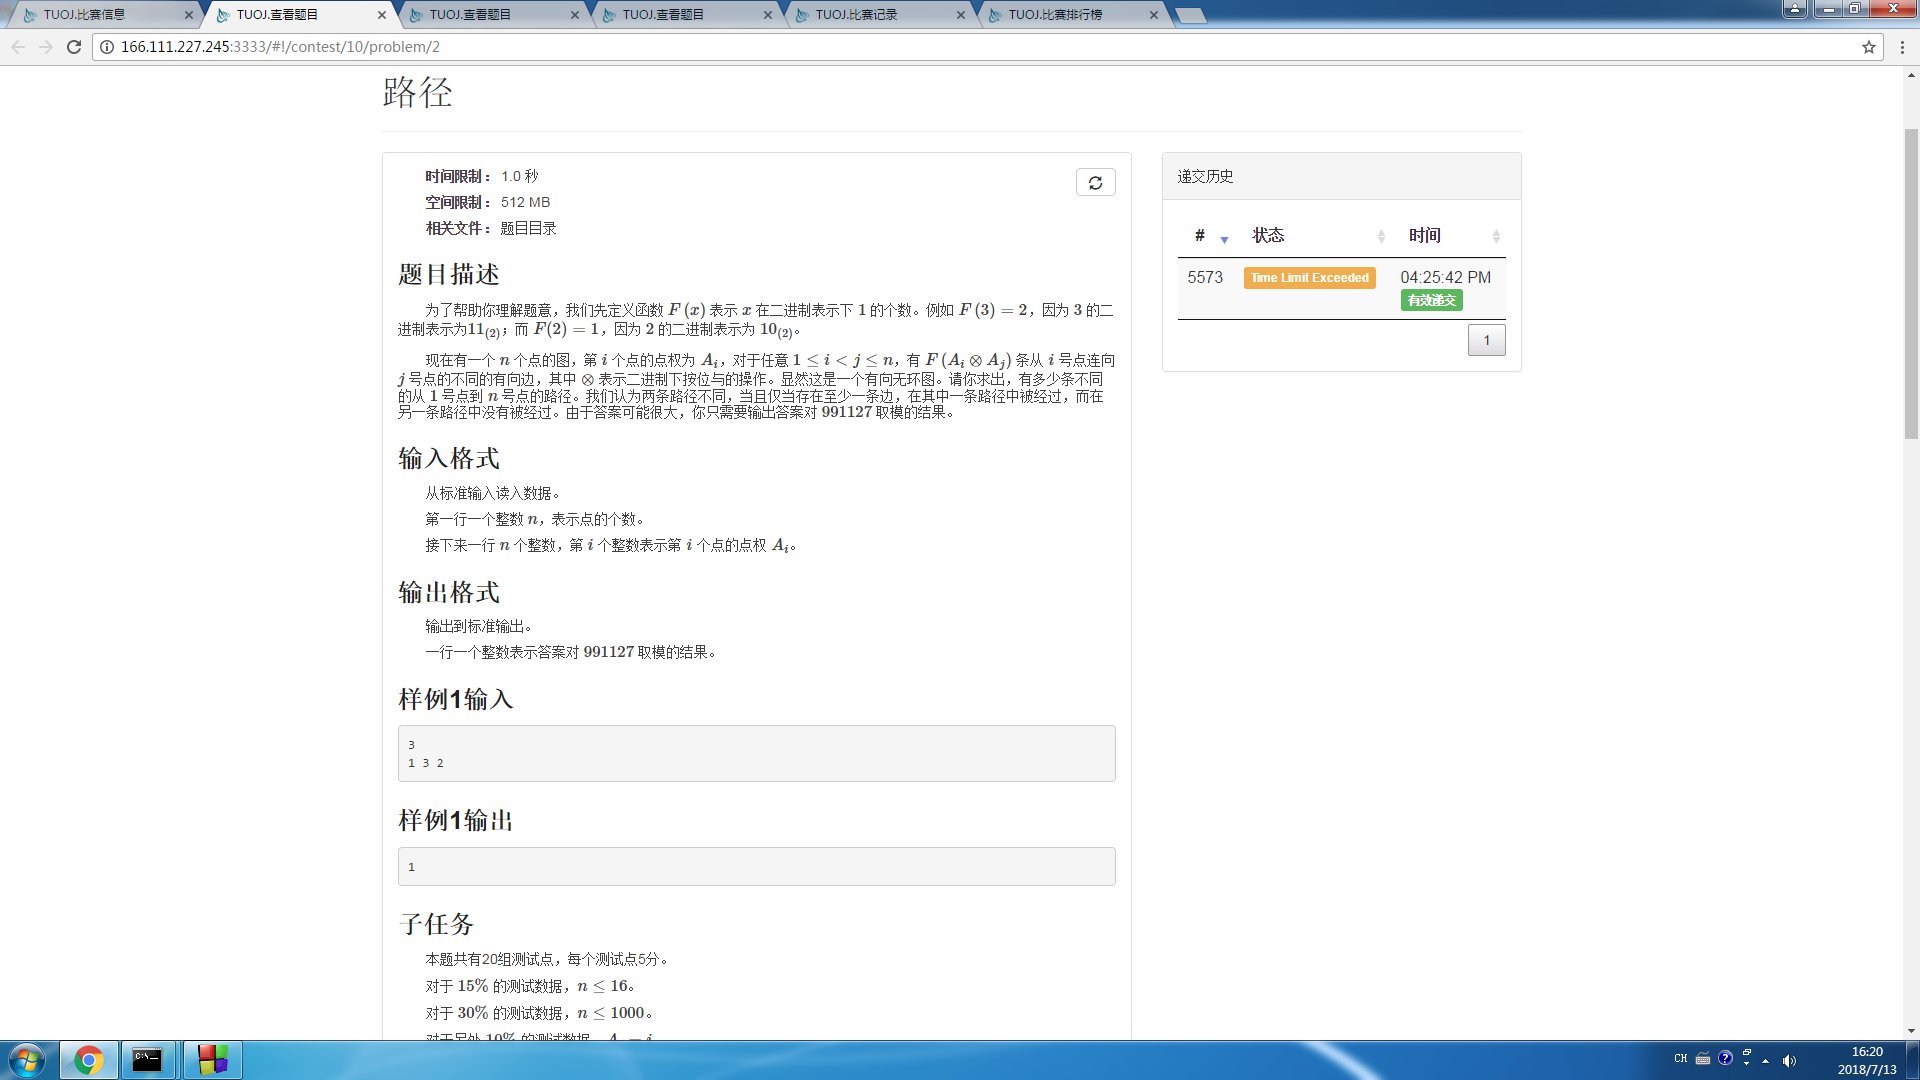 TUOJ.比赛信息
TUOJ.查看题目
TUOJ.查看题目
TUOJ.查看题目
TUOJ.比赛记录
TUOJ.比赛排行榜
166.111.227.245:3333/#!/contest/10/problem/2
路径
时间限制： 1.0 秒
空间限制： 512 MB
相关文件： 题目目录
题目描述
为了帮助你理解题意，我们先定义函数 F (x) 表示 x 在二进制表示下 1 的个数。例如 F (3) = 2，因为 3 的二
进制表示为11(2)；而 F(2) = 1，因为 2 的二进制表示为 10(2)。
现在有一个 n 个点的图，第 i 个点的点权为 Ai，对于任意 1 ≤ i < j ≤ n，有 F (Ai ⊗ Aj) 条从 i 号点连向
j 号点的不同的有向边，其中 ⊗ 表示二进制下按位与的操作。显然这是一个有向无环图。请你求出，有多少条不同
的从 1 号点到 n 号点的路径。我们认为两条路径不同，当且仅当存在至少一条边，在其中一条路径中被经过，而在
另一条路径中没有被经过。由于答案可能很大，你只需要输出答案对 991127 取模的结果。
输入格式
从标准输入读入数据。
第一行一个整数 n，表示点的个数。
接下来一行 n 个整数，第 i 个整数表示第 i 个点的点权 Ai。
输出格式
输出到标准输出。
一行一个整数表示答案对 991127 取模的结果。
样例1输入
3
1 3 2
样例1输出
1
子任务
本题共有20组测试点，每个测试点5分。
对于 15% 的测试数据，n ≤ 16。
对于 30% 的测试数据，n ≤ 1000。
对于另外 10% 的测试数据，Ai = i
递交历史
# 状态 时间
5573 Time Limit Exceeded 04:25:42 PM
有效递交
1
C:\
CH
16:20
2018/7/13